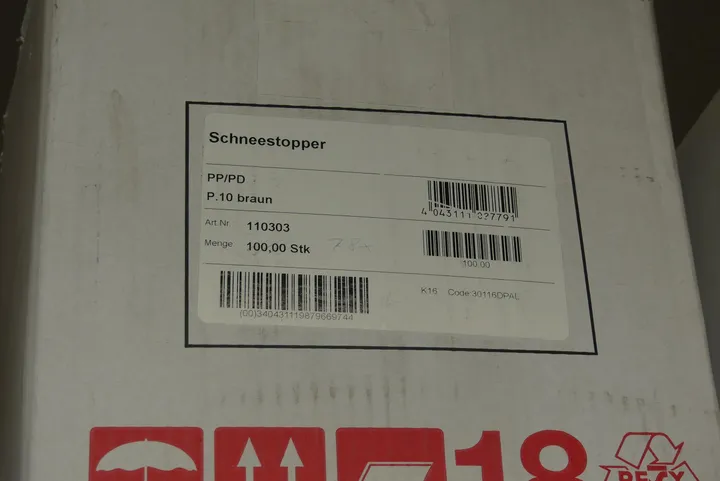 Schneestopper
PP/PD
P.10 braun
4 043111 027791
Art.Nr. 110303
Menge 100,00 Stk
100.00
K16 Code:30116DPAL
(00)340431119879669744
18
RESY